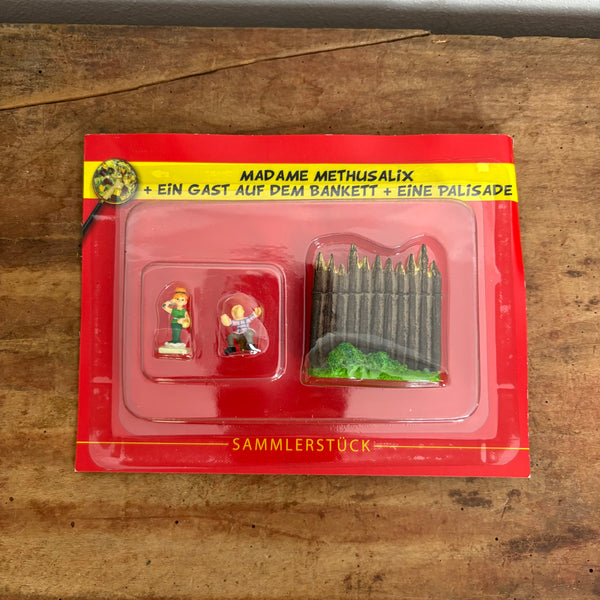 MADAME METHUSALIX
+ EIN GAST AUF DEM BANKETT + EINE PALISADE
SAMMLERSTÜCK